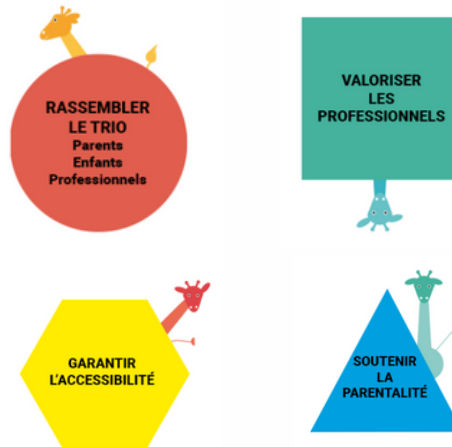 RASSEMBLER
LE TRIO
Parents
Enfants
Professionnels
VALORISER
LES
PROFESSIONNELS
GARANTIR
L'ACCESSIBILITÉ
SOUTENIR
LA
PARENTALITÉ